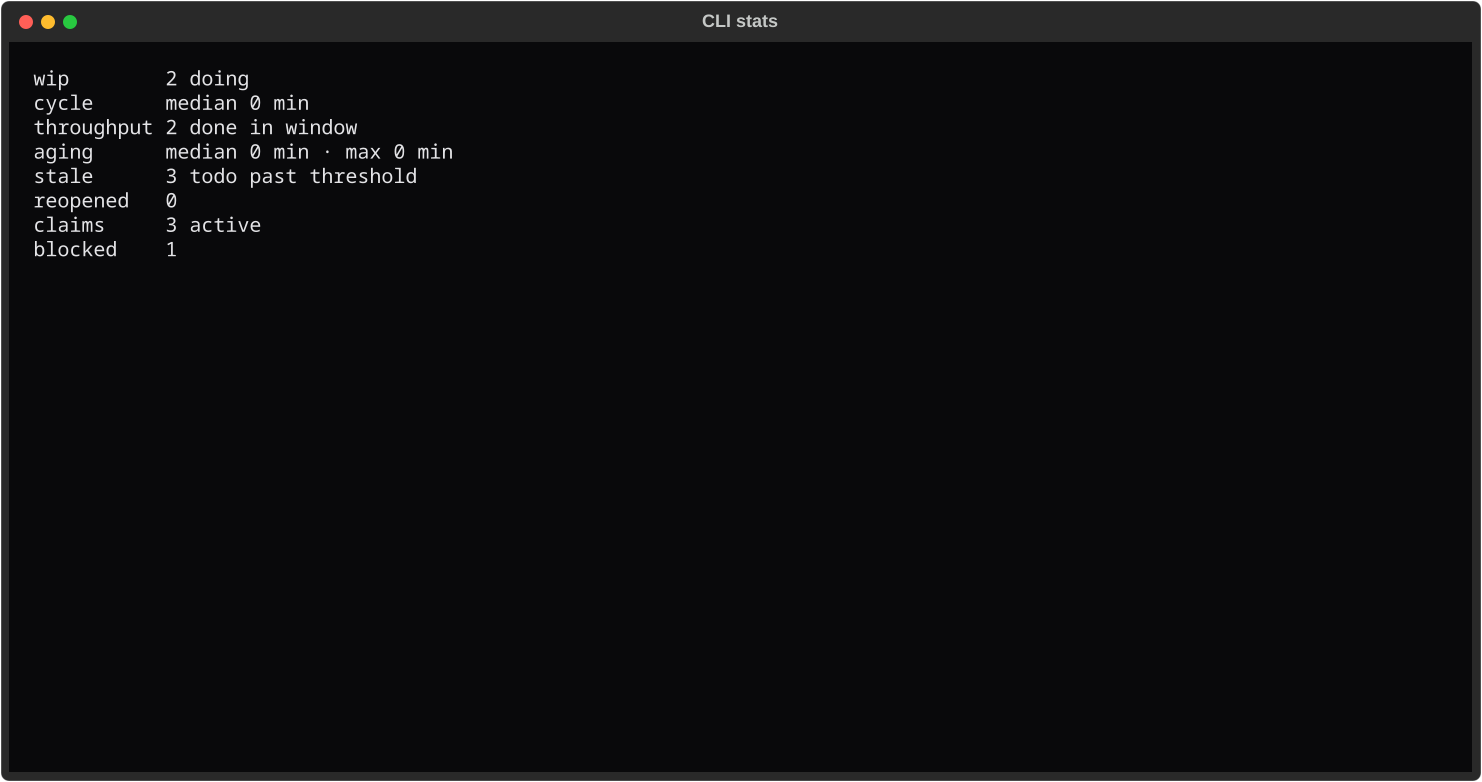 CLI stats
wip        2 doing
cycle      median 0 min
throughput 2 done in window
aging      median 0 min · max 0 min
stale      3 todo past threshold
reopened   0
claims     3 active
blocked    1